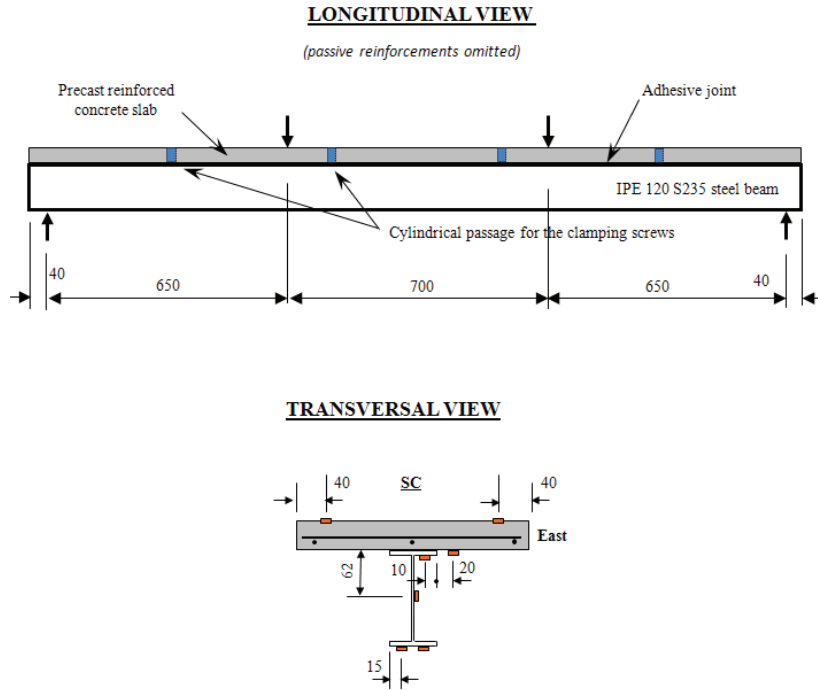 LONGITUDINAL VIEW
(passive reinforcements omitted)
Precast reinforced
concrete slab
Adhesive joint
IPE 120 S235 steel beam
Cylindrical passage for the clamping screws
40
650
700
650
40
TRANSVERSAL VIEW
40
SC
40
East
62
10
20
15